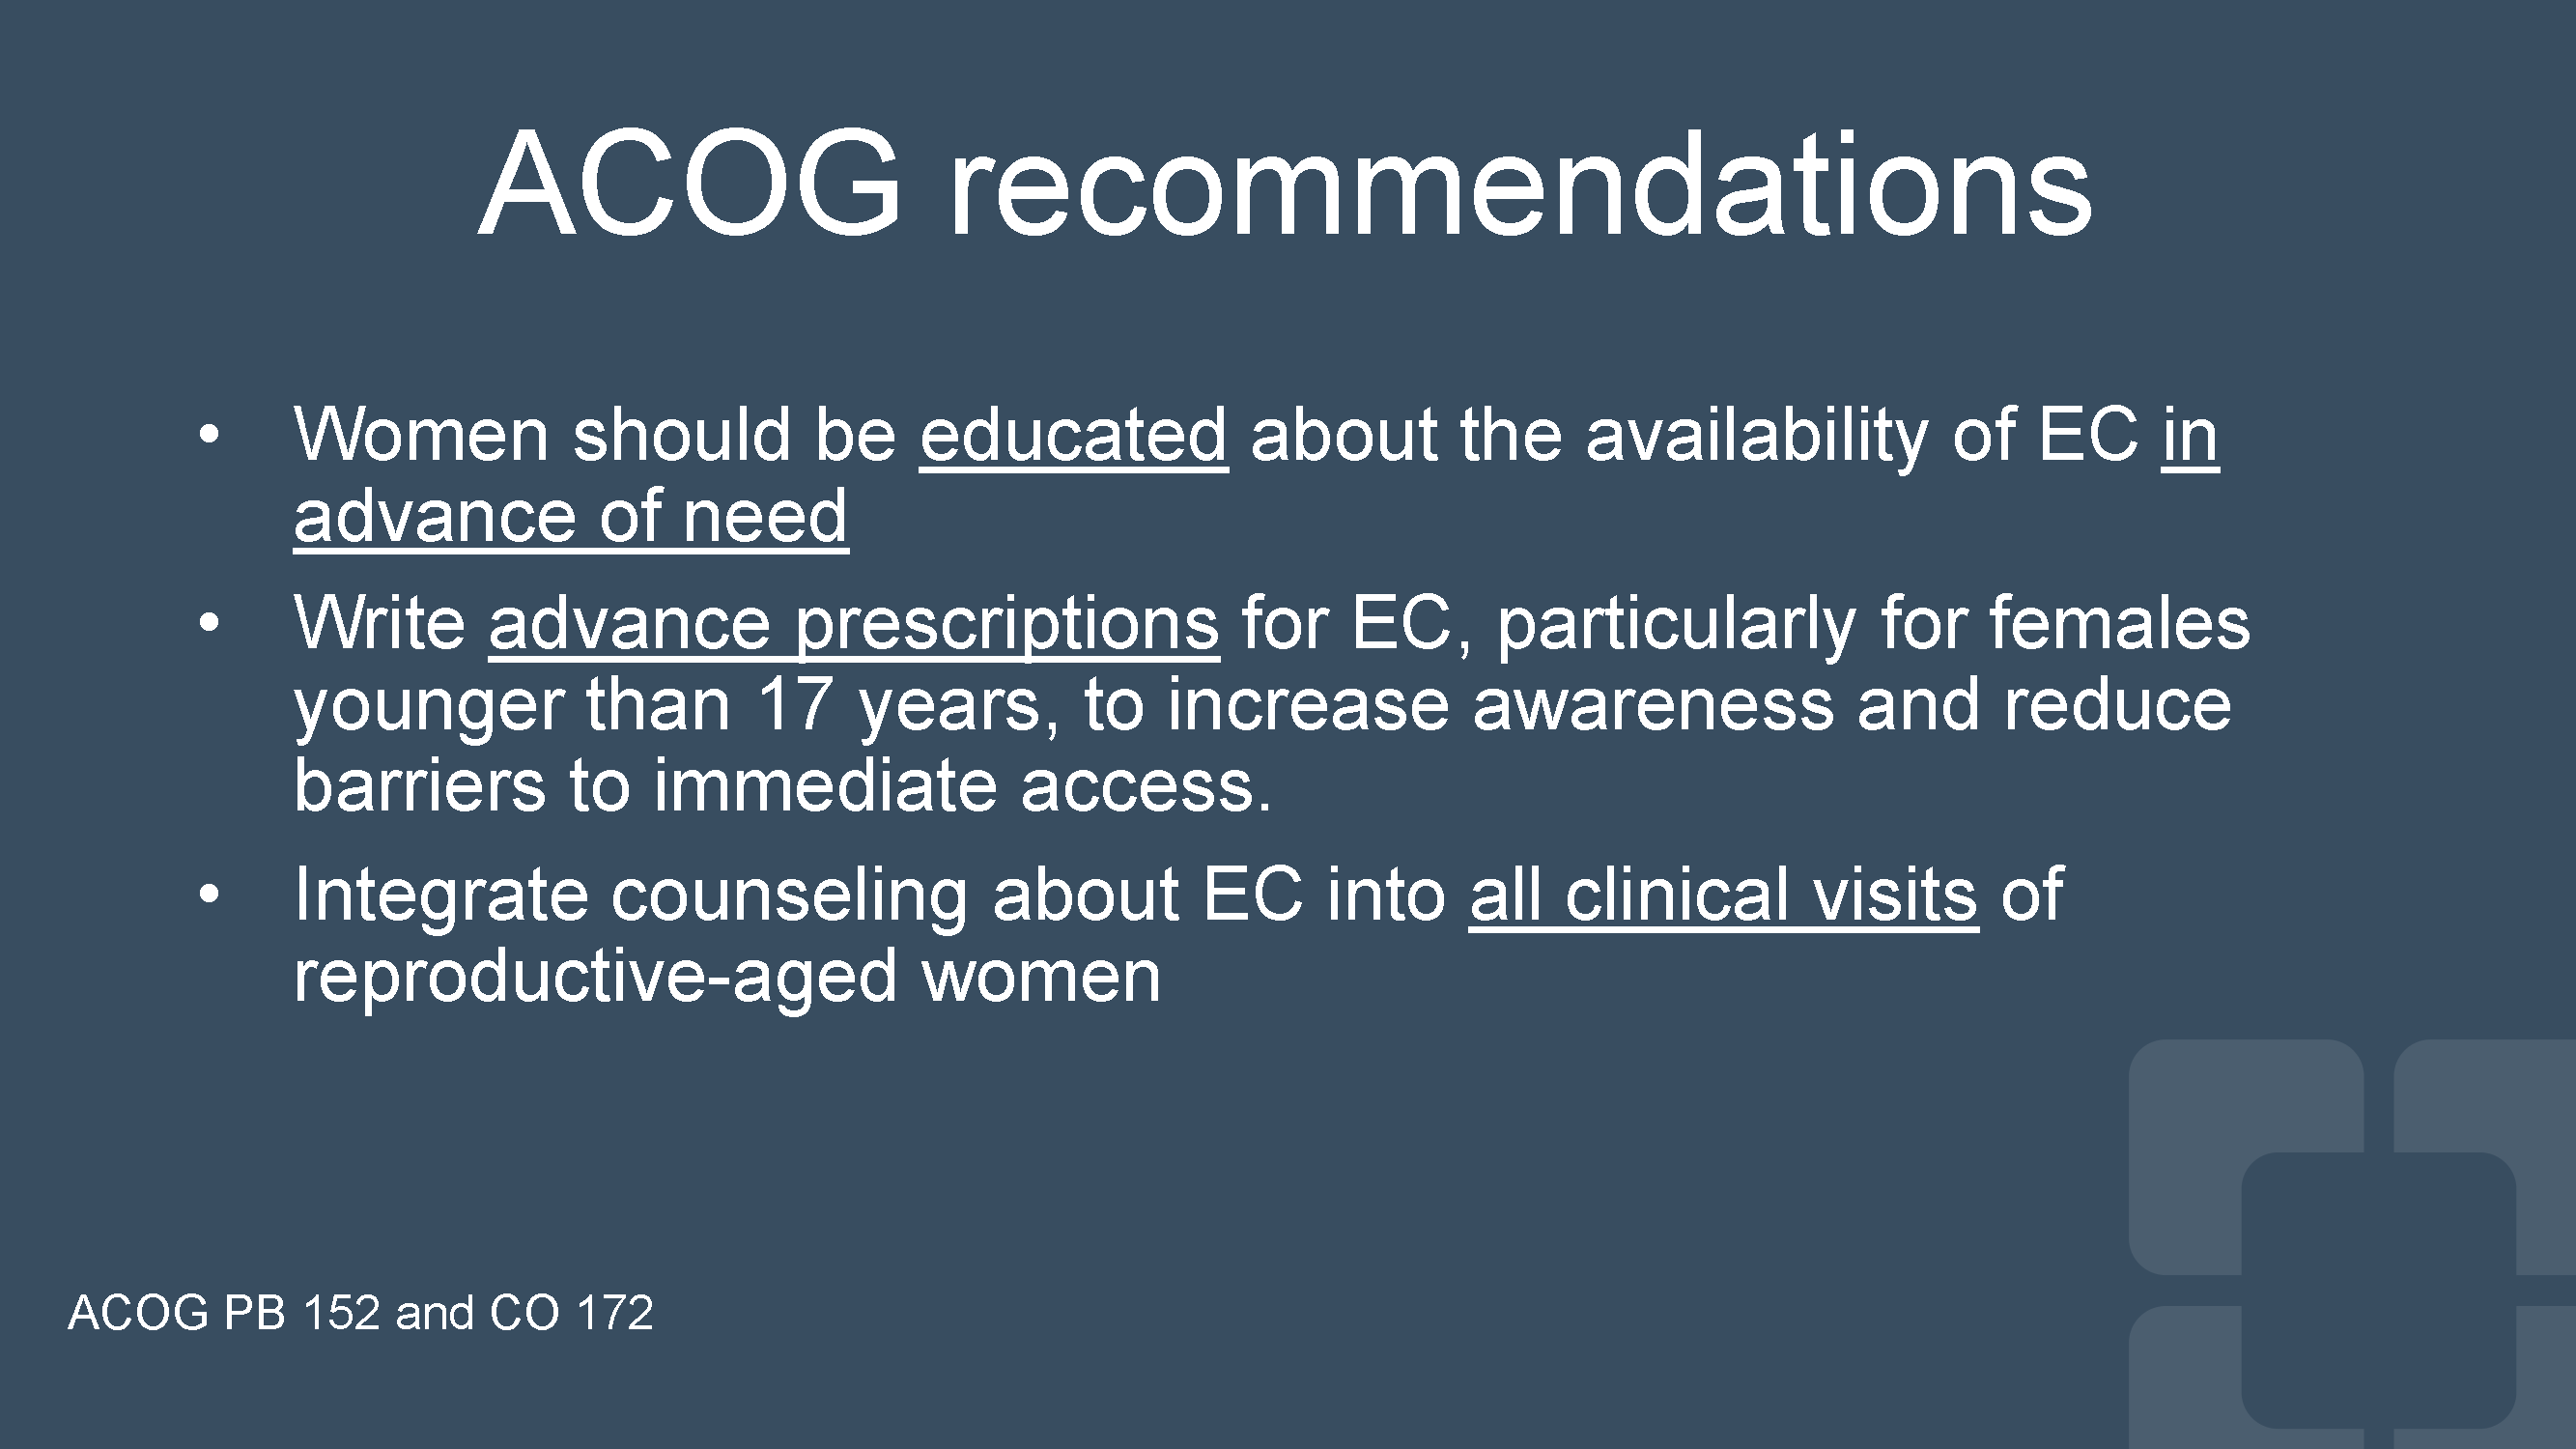 ACOG recommendations
• Women should be educated about the availability of EC in
advance of need
• Write advance prescriptions for EC, particularly for females
younger than 17 years, to increase awareness and reduce
barriers to immediate access.
• Integrate counseling about EC into all clinical visits of
reproductive-aged women
ACOG PB 152 and CO 172